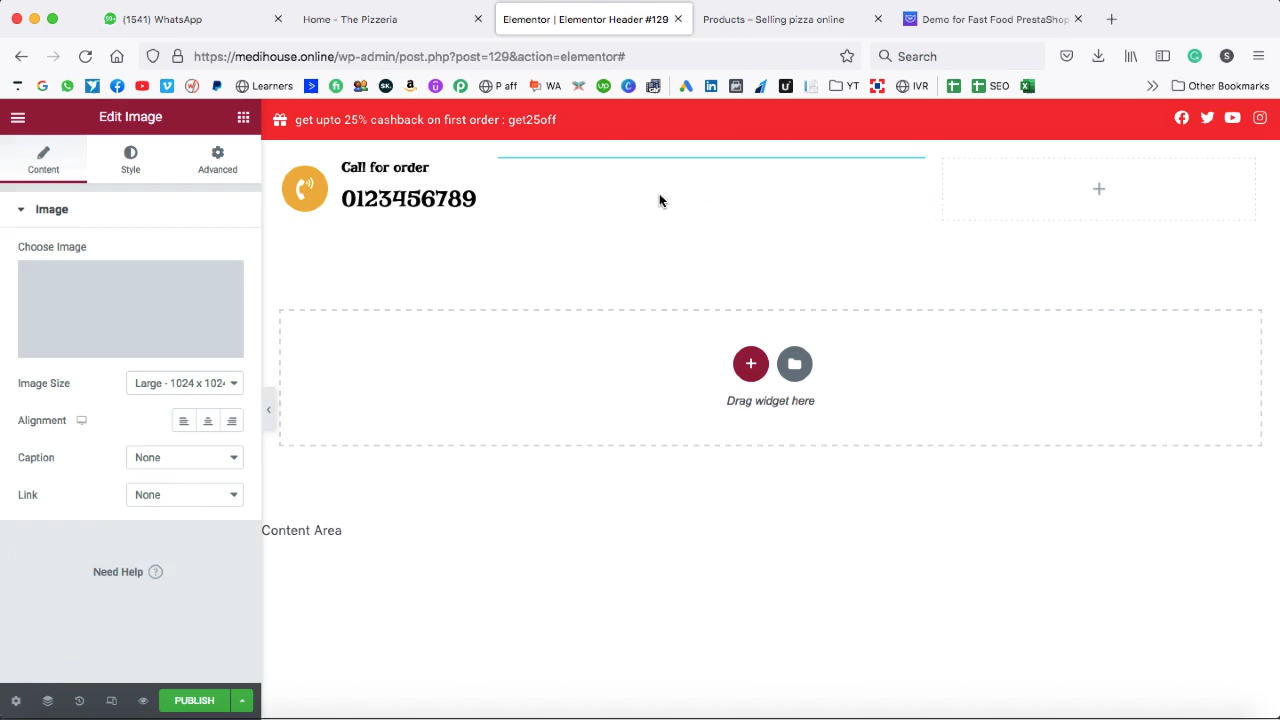 (1541) WhatsApp
Home - The Pizzeria
Elementor | Elementor Header #129
Products – Selling pizza online
Demo for Fast Food PrestaShop
https://medihouse.online/wp-admin/post.php?post=129&action=elementor#
Search
Learners
P aff
WA
YT
IVR
SEO
Other Bookmarks
Edit Image
get upto 25% cashback on first order : get25off
Content
Style
Advanced
Call for order
0123456789
Image
Choose Image
Image Size
Large - 1024 x 102
Alignment
Caption
None
Link
None
Drag widget here
Content Area
Need Help
PUBLISH